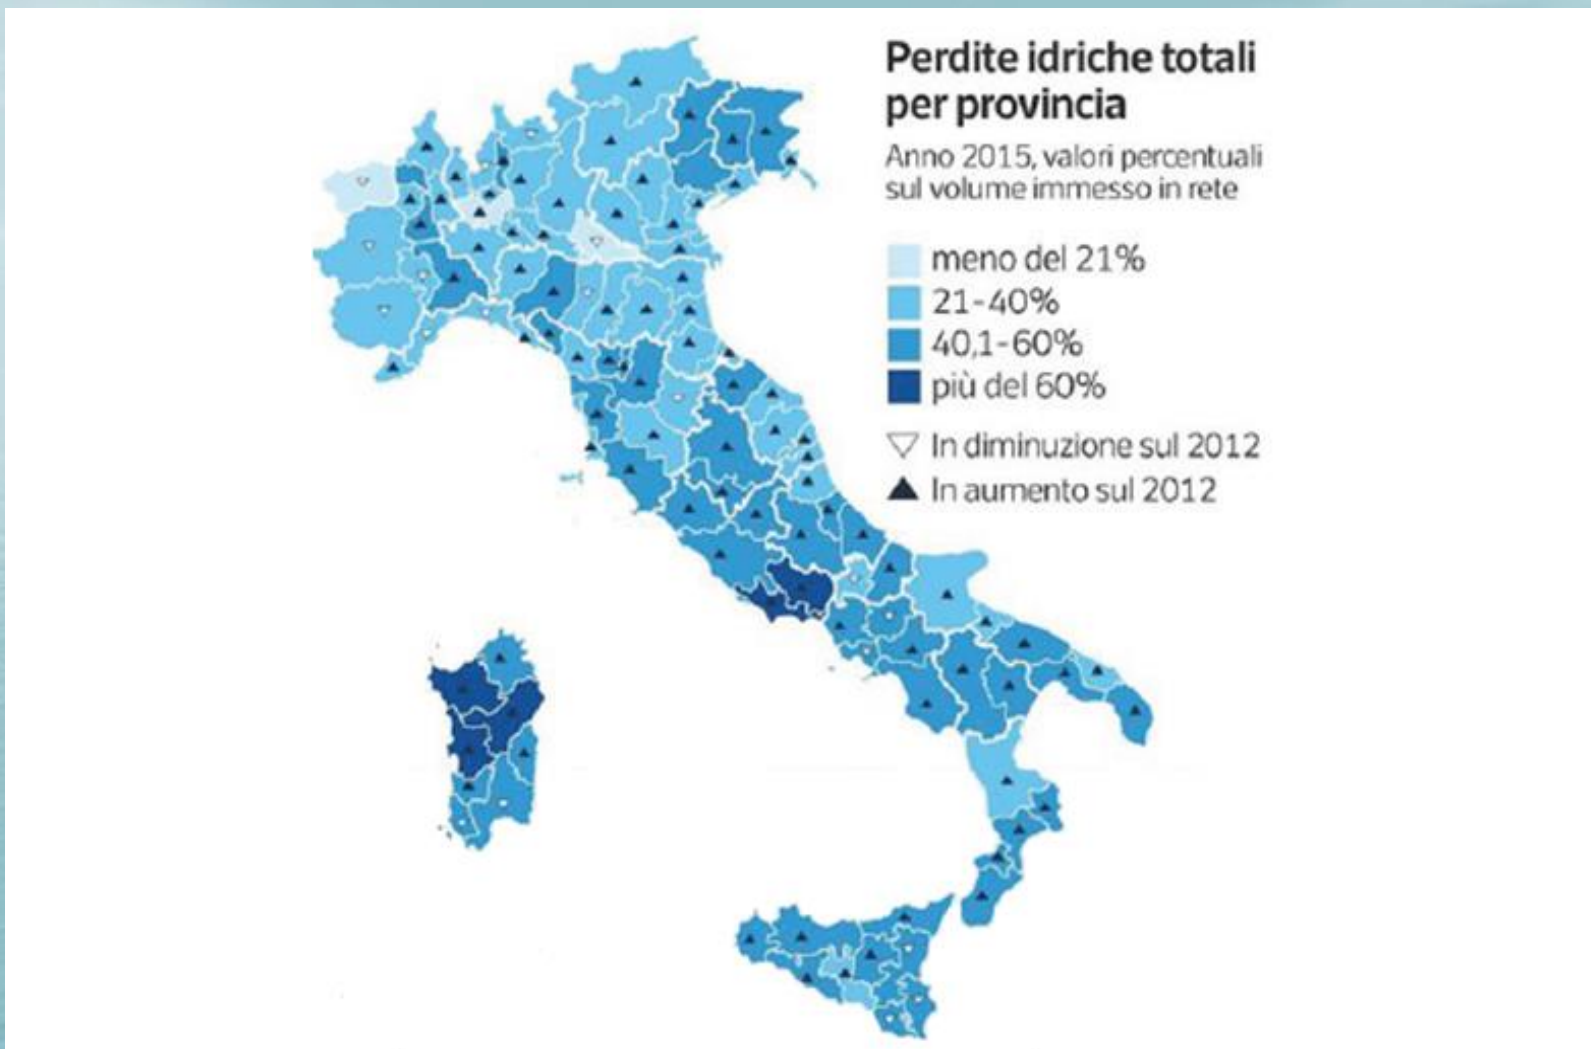 Perdite idriche totali
per provincia
Anno 2015, valori percentuali
sul volume immesso in rete
meno del 21%
21-40%
40,1-60%
più del 60%
In diminuzione sul 2012
In aumento sul 2012